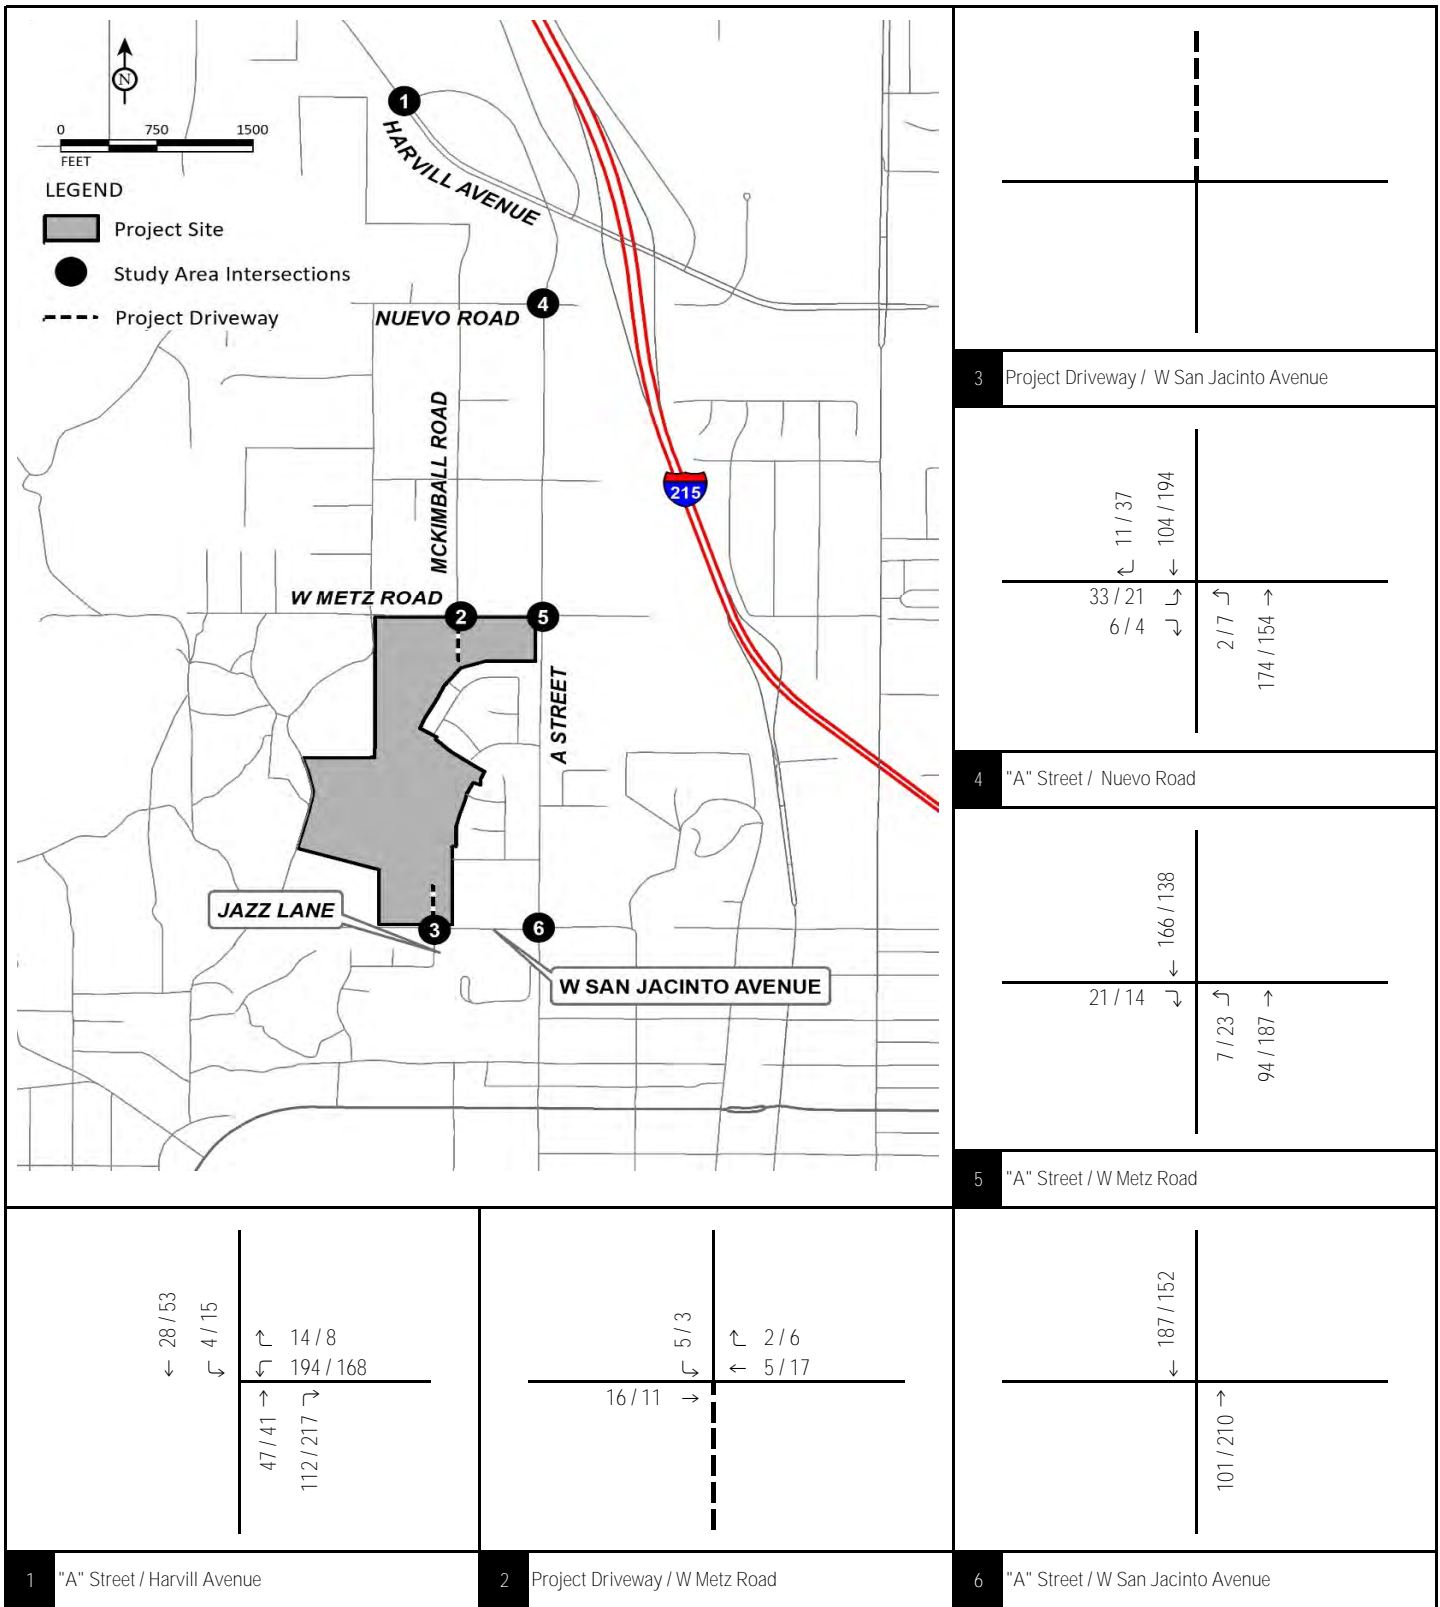 N
0 750 1500
FEET
LEGEND
Project Site
Study Area Intersections
Project Driveway
1
HARVILL AVENUE
4
NUEVO ROAD
MCKIMBALL ROAD
215
W METZ ROAD
2
5
A STREET
JAZZ LANE
3
6
W SAN JACINTO AVENUE
3 Project Driveway / W San Jacinto Avenue
11 / 37
104 / 194
33 / 21
6 / 4
2 / 7
174 / 154
4 "A" Street / Nuevo Road
166 / 138
21 / 14
7 / 23
94 / 187
5 "A" Street / W Metz Road
28 / 53
4 / 15
14 / 8
194 / 168
47 / 41
112 / 217
1 "A" Street / Harvill Avenue
5 / 3
2 / 6
5 / 17
16 / 11
2 Project Driveway / W Metz Road
187 / 152
101 / 210
6 "A" Street / W San Jacinto Avenue